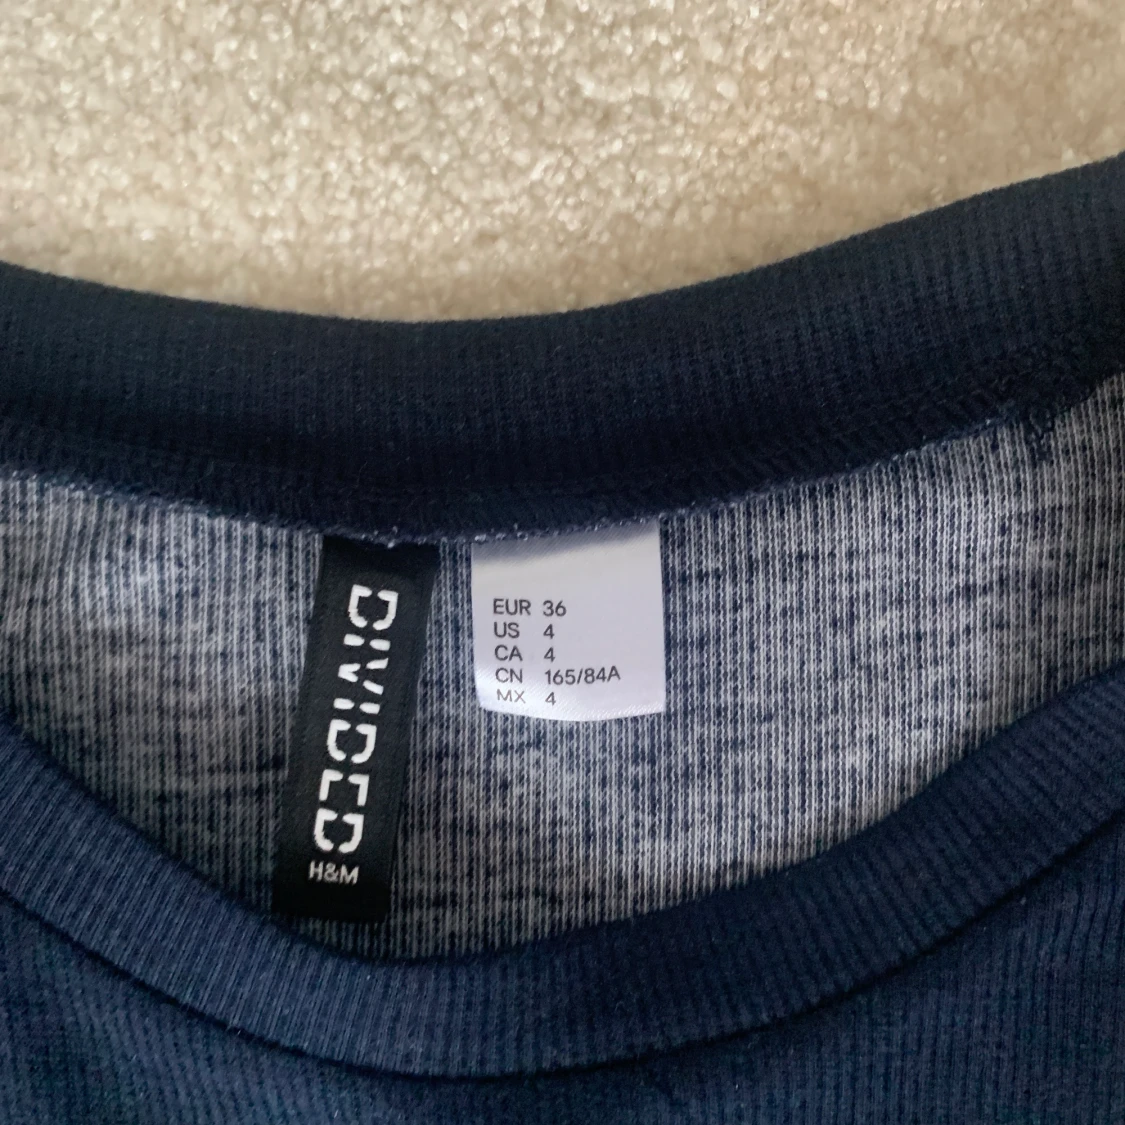 DIVIDED
H&M
EUR 36
US 4
CA 4
CN 165/84A
MX 4